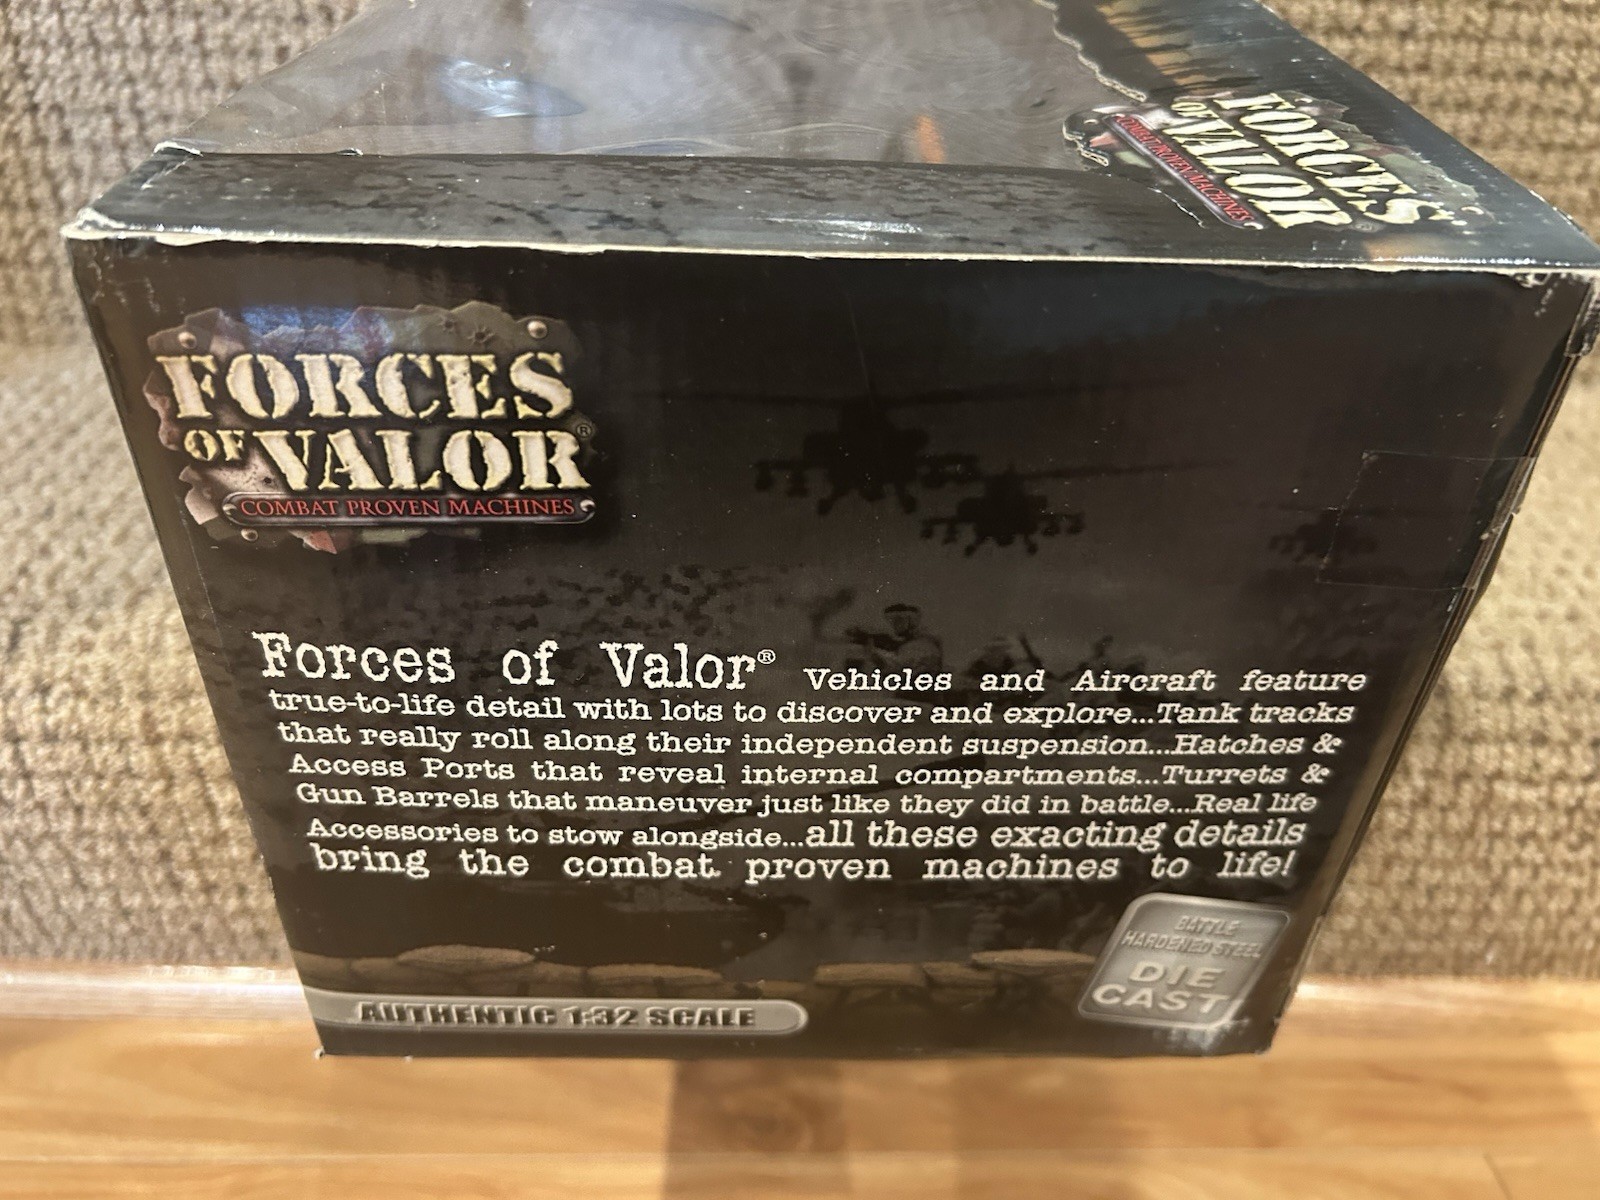 FORCES
OF VALOR
COMBAT PROVEN MACHINES
FORCES
OF VALOR®
COMBAT PROVEN MACHINES
Forces of Valor® Vehicles and Aircraft feature
true-to-life detail with lots to discover and explore...Tank tracks
that really roll along their independent suspension...Hatches &
Access Ports that reveal internal compartments...Turrets &
Gun Barrels that maneuver just like they did in battle...Real life
Accessories to stow alongside...all these exacting details
bring the combat proven machines to life!
BATTLE
HARDENED STEEL
DIE
CAST
AUTHENTIC 1:32 SCALE